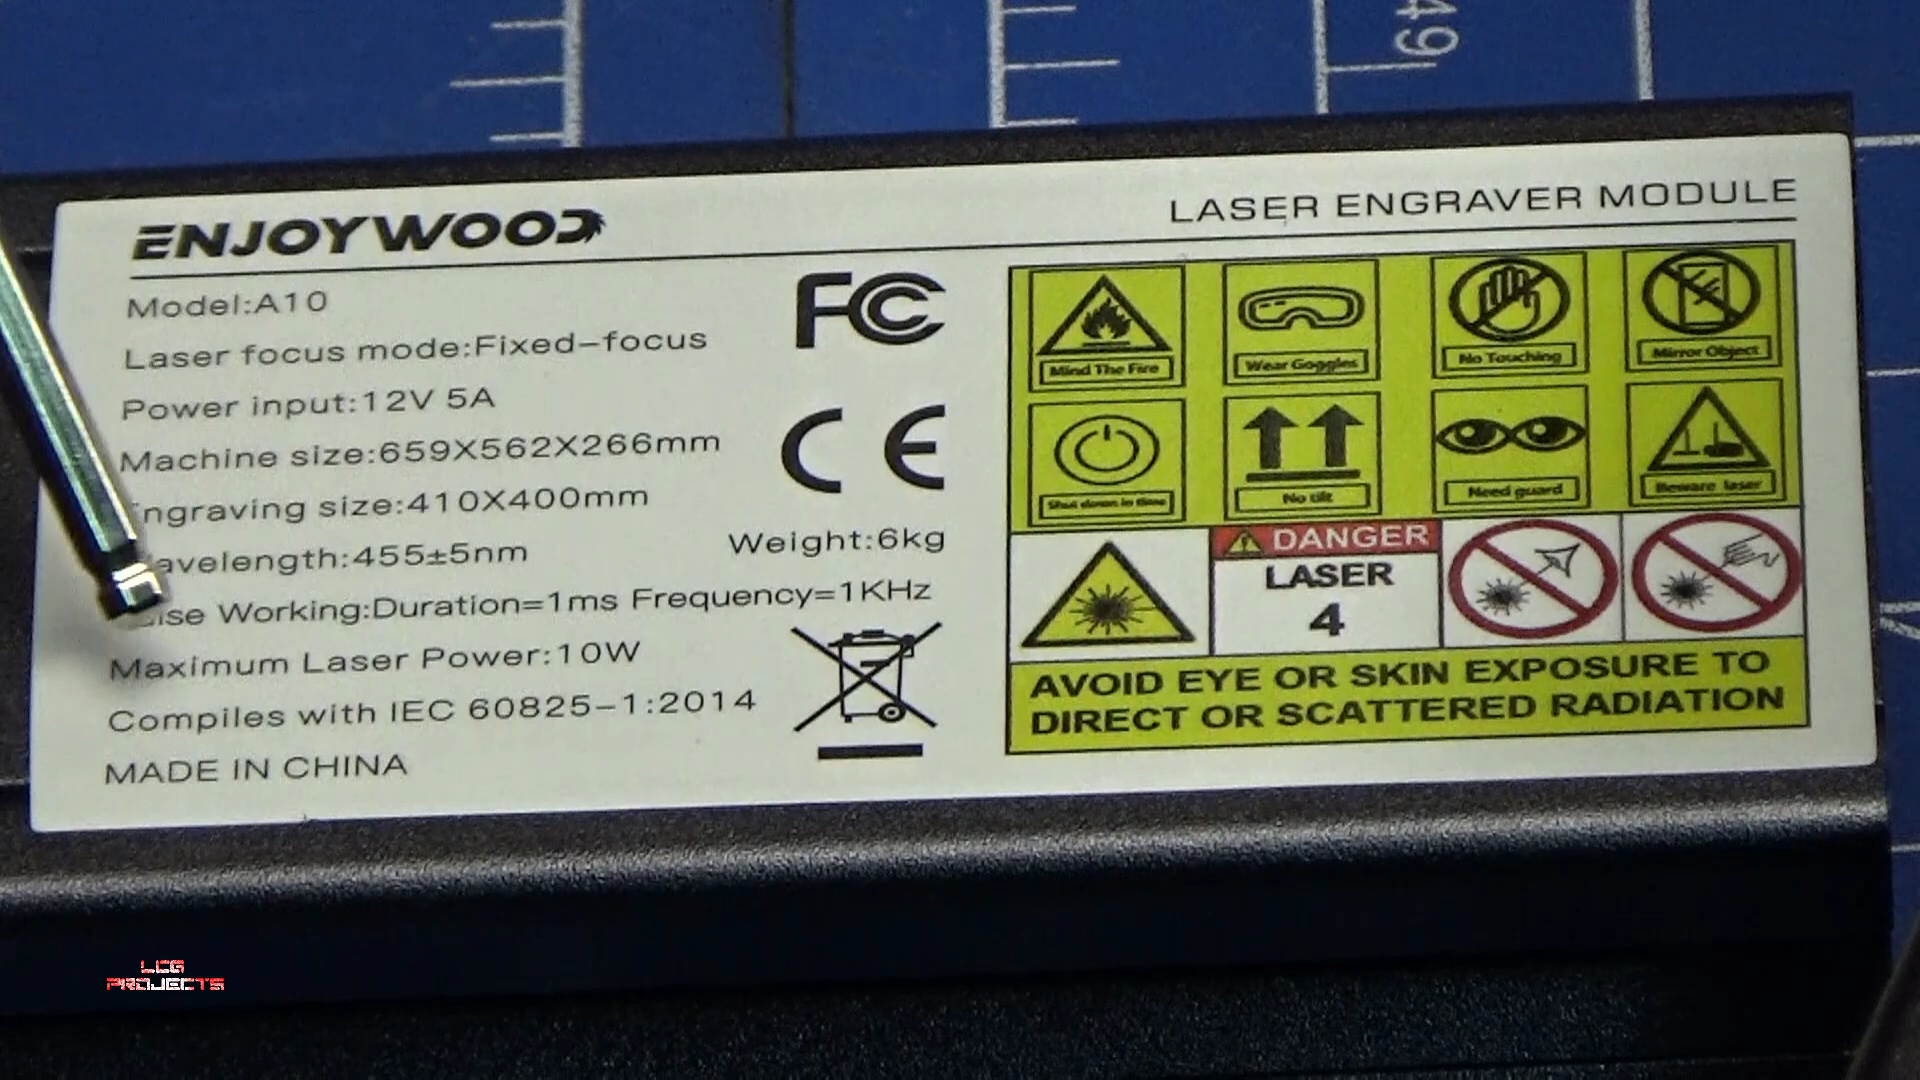 49
ENJOYWOOD
LASER ENGRAVER MODULE
Model:A10
Laser focus mode:Fixed-focus
Power input:12V 5A
Machine size:659X562X266mm
ngraving size:410X400mm
avelength:455±5nm
Weight:6kg
lse Working:Duration=1ms Frequency=1KHz
Maximum Laser Power:10W
Compiles with IEC 60825-1:2014
MADE IN CHINA
FC
CE
Mind The Fire
Wear Goggles
No Touching
Mirror Object
Shut down in time
No tilt
Need guard
Beware laser
DANGER
LASER
4
AVOID EYE OR SKIN EXPOSURE TO
DIRECT OR SCATTERED RADIATION
LCG
PROJECTS